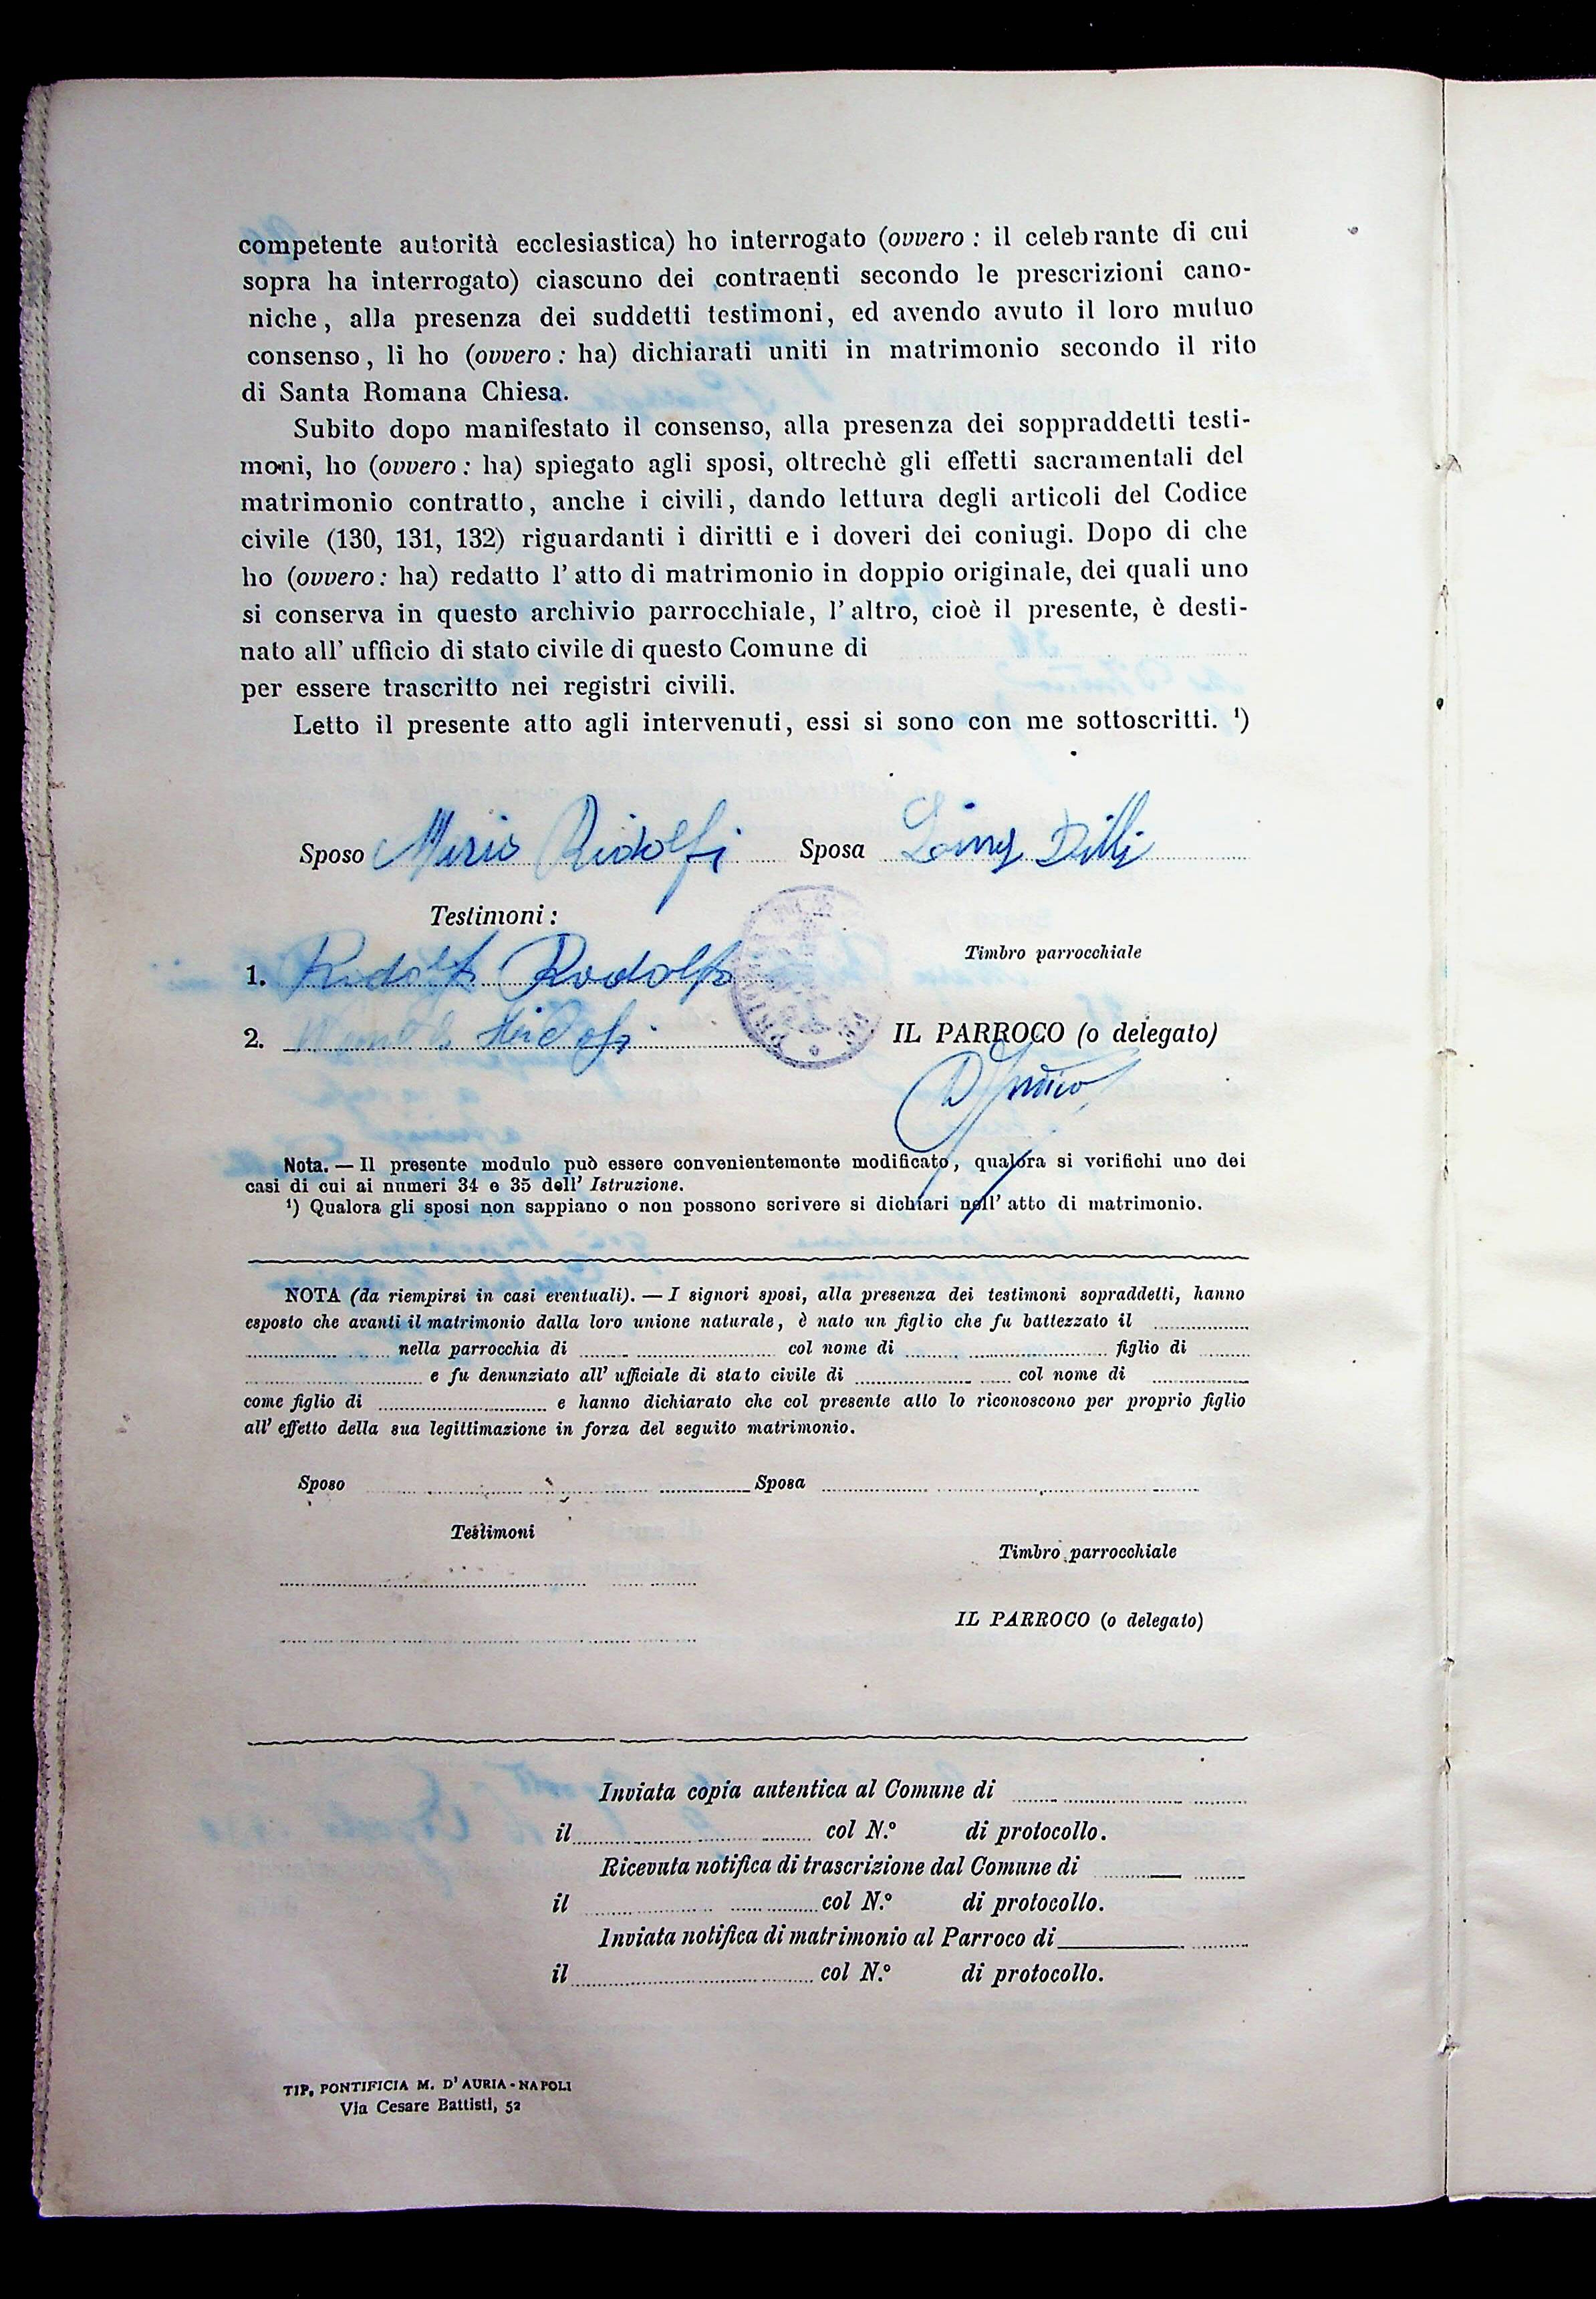 competente autorità ecclesiastica) ho interrogato (ovvero : il celebrante di cui
sopra ha interrogato) ciascuno dei contraenti secondo le prescrizioni cano-
niche, alla presenza dei suddetti testimoni, ed avendo avuto il loro mutuo
consenso, li ho (ovvero : ha) dichiarati uniti in matrimonio secondo il rito
di Santa Romana Chiesa.
Subito dopo manifestato il consenso, alla presenza dei soppraddetti testi-
moni, ho (ovvero : ha) spiegato agli sposi, oltrechè gli effetti sacramentali del
matrimonio contratto, anche i civili, dando lettura degli articoli del Codice
civile (130, 131, 132) riguardanti i diritti e i doveri dei coniugi. Dopo di che
ho (ovvero : ha) redatto l' atto di matrimonio in doppio originale, dei quali uno
si conserva in questo archivio parrocchiale, l' altro, cioè il presente, è desti-
nato all' ufficio di stato civile di questo Comune di
per essere trascritto nei registri civili.
Letto il presente atto agli intervenuti, essi si sono con me sottoscritti. ¹)
Sposo Mario Ridolfi Sposa Dilli
Testimoni :
Timbro parrocchiale
1. Ridolfi Rodolfo
2. Ridolfi
IL PARROCO (o delegato)
Nota. — Il presente modulo può essere convenientemente modificato, qualora si verifichi uno dei
casi di cui ai numeri 34 e 35 dell' Istruzione.
¹) Qualora gli sposi non sappiano o non possono scrivere si dichiari nell' atto di matrimonio.
NOTA (da riempirsi in casi eventuali). — I signori sposi, alla presenza dei testimoni sopraddetti, hanno
esposto che avanti il matrimonio dalla loro unione naturale, è nato un figlio che fu battezzato il
nella parrocchia di col nome di figlio di
e fu denunziato all' ufficiale di stato civile di col nome di
come figlio di e hanno dichiarato che col presente atto lo riconoscono per proprio figlio
all' effetto della sua legittimazione in forza del seguito matrimonio.
Sposo Sposa
Testimoni
Timbro parrocchiale
IL PARROCO (o delegato)
Inviata copia autentica al Comune di
il col N.º di protocollo.
Ricevuta notifica di trascrizione dal Comune di
il col N.º di protocollo.
Inviata notifica di matrimonio al Parroco di
il col N.º di protocollo.
TIP. PONTIFICIA M. D' AURIA - NAPOLI
Via Cesare Battisti, 52